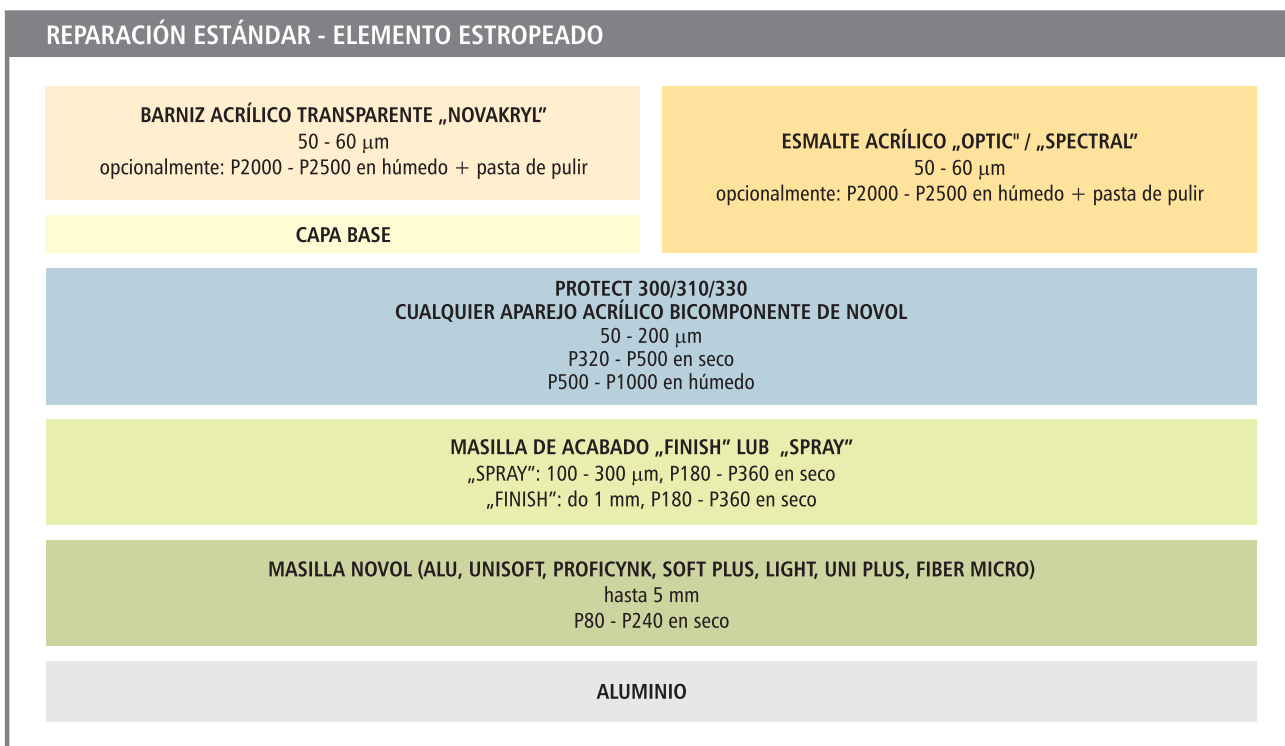 REPARACIÓN ESTÁNDAR - ELEMENTO ESTROPEADO
BARNIZ ACRÍLICO TRANSPARENTE „NOVAKRYL”
50 - 60 µm
opcionalmente: P2000 - P2500 en húmedo + pasta de pulir
CAPA BASE
ESMALTE ACRÍLICO „OPTIC" / „SPECTRAL”
50 - 60 µm
opcionalmente: P2000 - P2500 en húmedo + pasta de pulir
PROTECT 300/310/330
CUALQUIER APAREJO ACRÍLICO BICOMPONENTE DE NOVOL
50 - 200 µm
P320 - P500 en seco
P500 - P1000 en húmedo
MASILLA DE ACABADO „FINISH” LUB „SPRAY”
„SPRAY”: 100 - 300 µm, P180 - P360 en seco
„FINISH”: do 1 mm, P180 - P360 en seco
MASILLA NOVOL (ALU, UNISOFT, PROFICYNK, SOFT PLUS, LIGHT, UNI PLUS, FIBER MICRO)
hasta 5 mm
P80 - P240 en seco
ALUMINIO